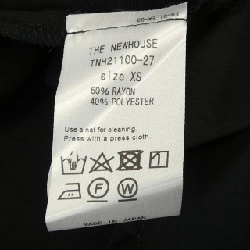 THE NEWHOUSE
TNH21100-27
size XS
60% RAYON
40% POLYESTER
Use a net for cleaning.
Press with a press cloth.
P F W
MADE IN JAPAN